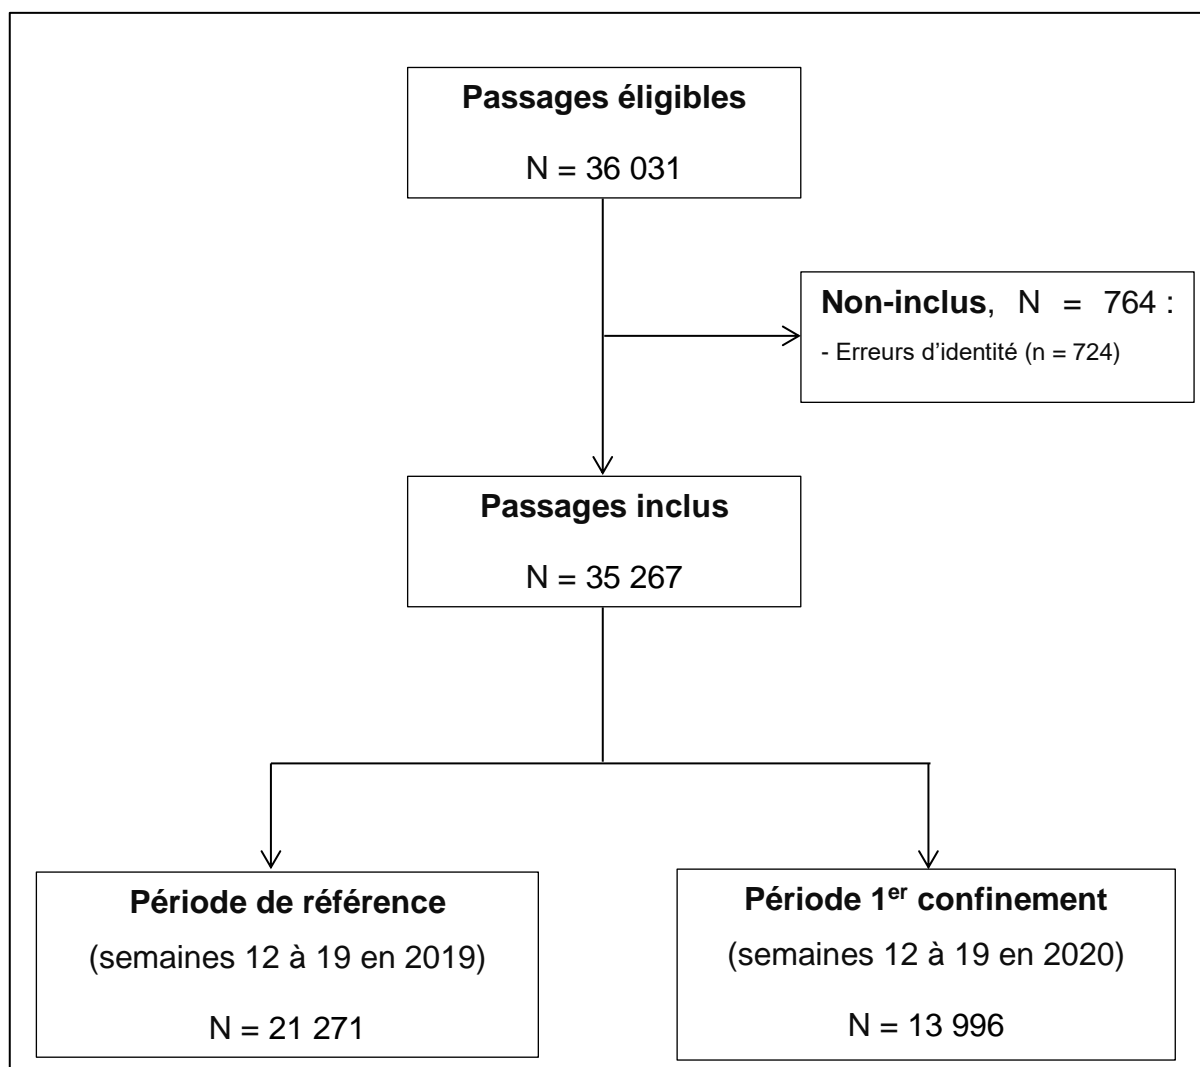 Passages éligibles
N = 36 031
Non-inclus, N = 764 :
- Erreurs d’identité (n = 724)
Passages inclus
N = 35 267
Période de référence
(semaines 12 à 19 en 2019)
N = 21 271
Période 1er confinement
(semaines 12 à 19 en 2020)
N = 13 996